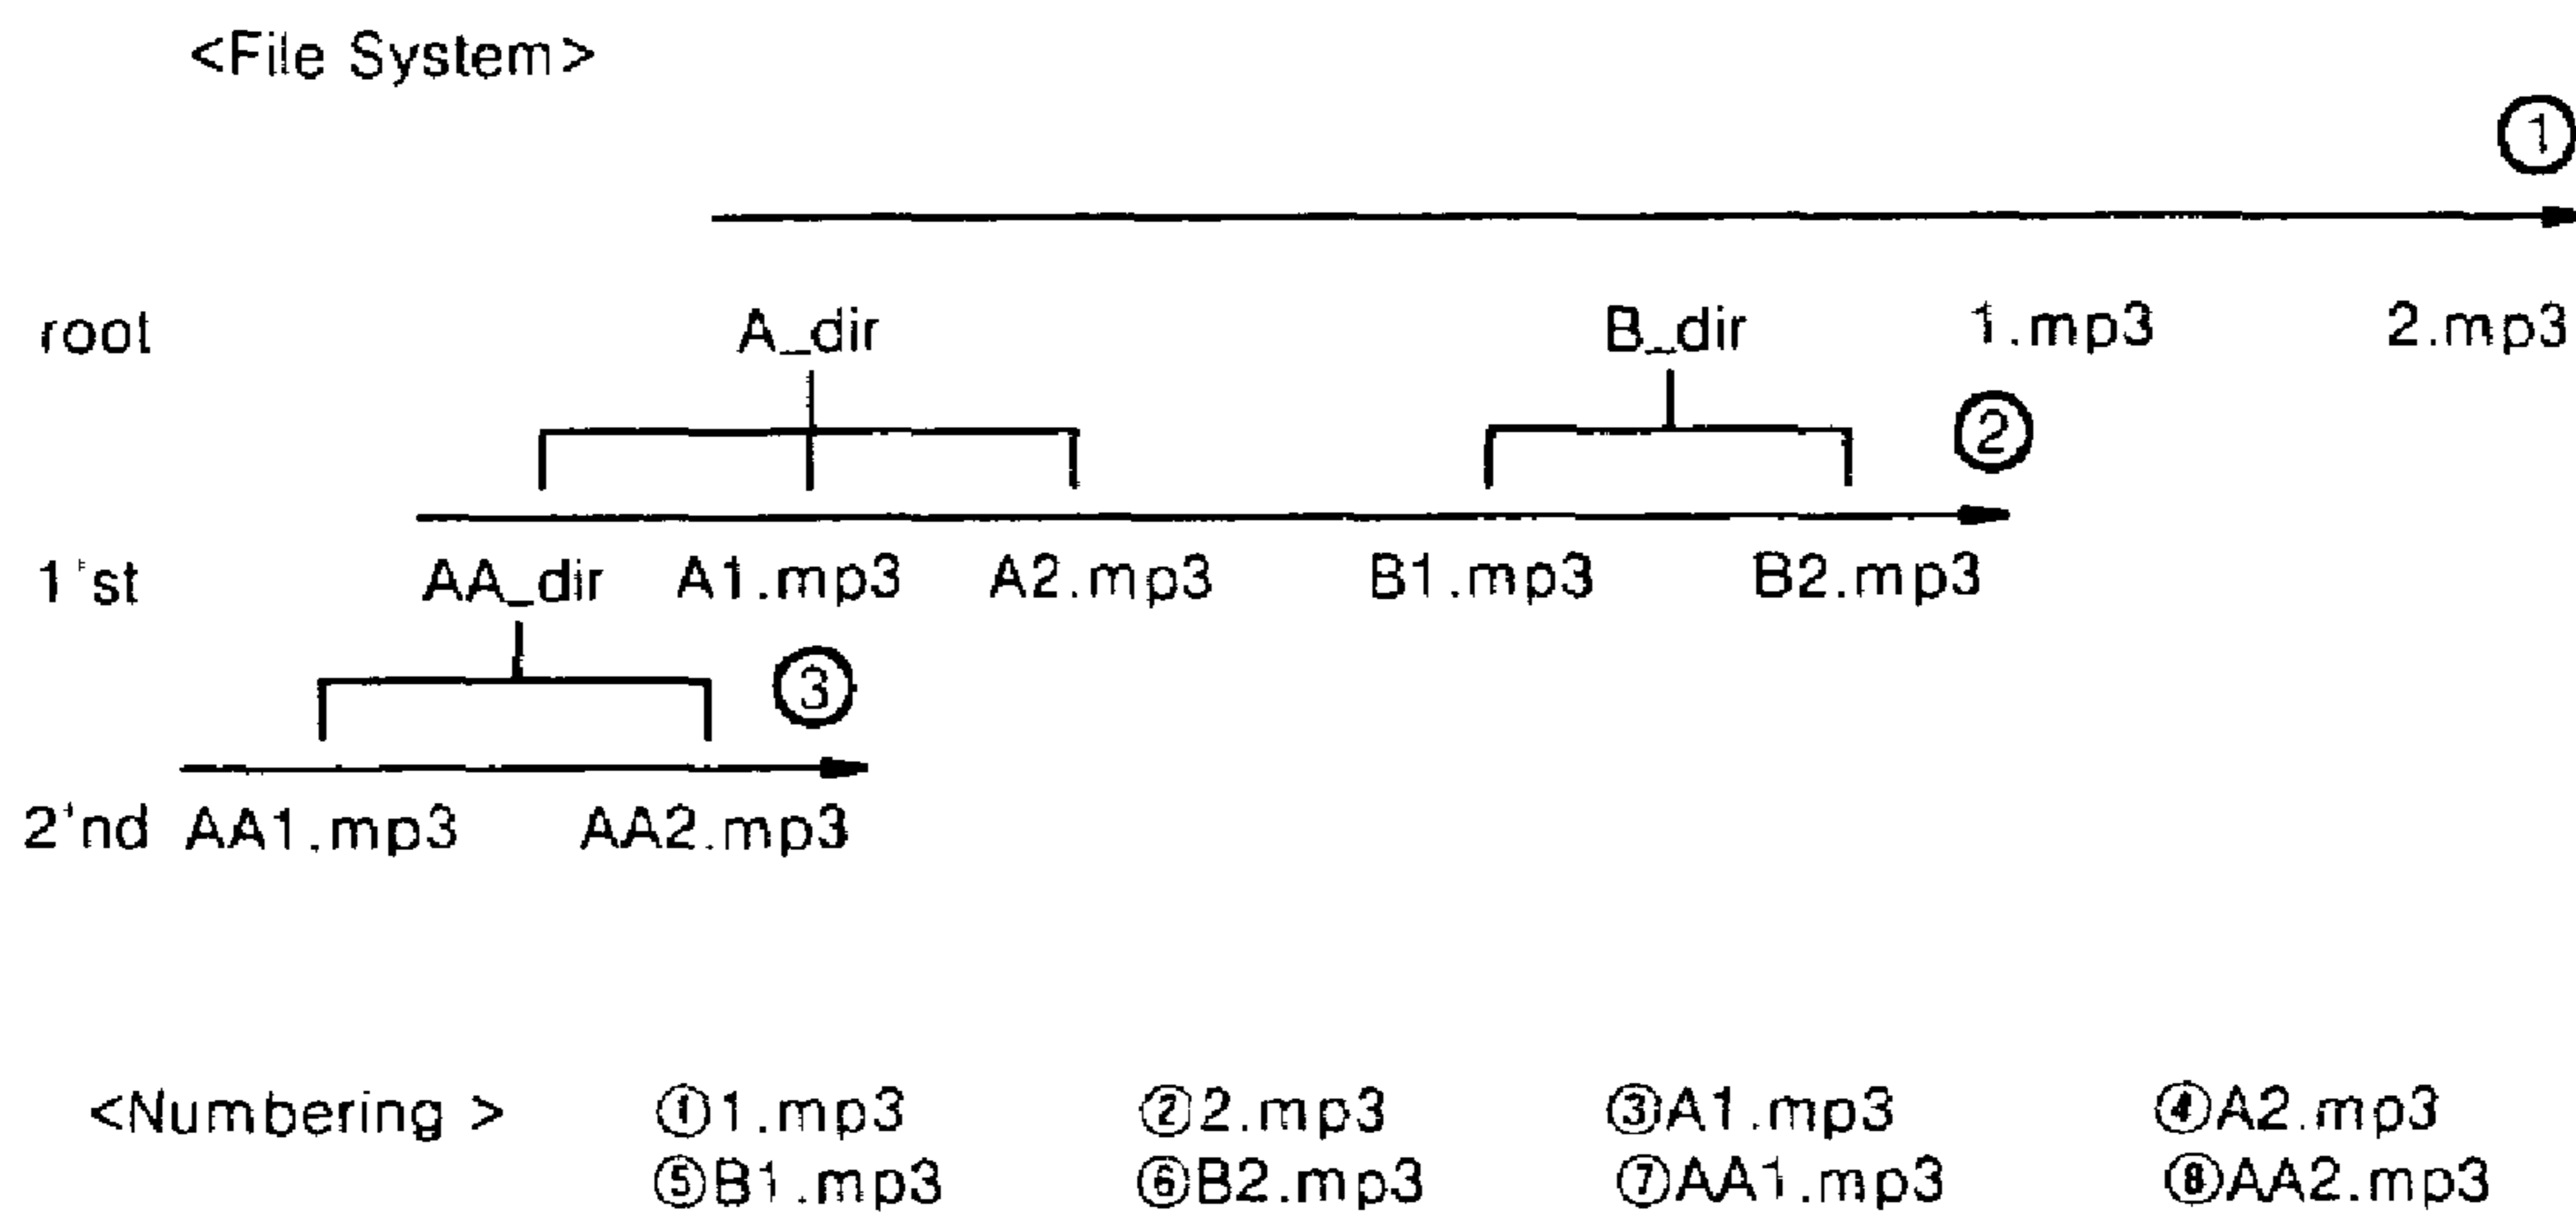 <File System>
①
root A_dir B_dir 1.mp3 2.mp3
②
1'st AA_dir A1.mp3 A2.mp3 B1.mp3 B2.mp3
③
2'nd AA1.mp3 AA2.mp3
<Numbering > ①1.mp3 ②2.mp3 ③A1.mp3 ④A2.mp3
⑤B1.mp3 ⑥B2.mp3 ⑦AA1.mp3 ⑧AA2.mp3